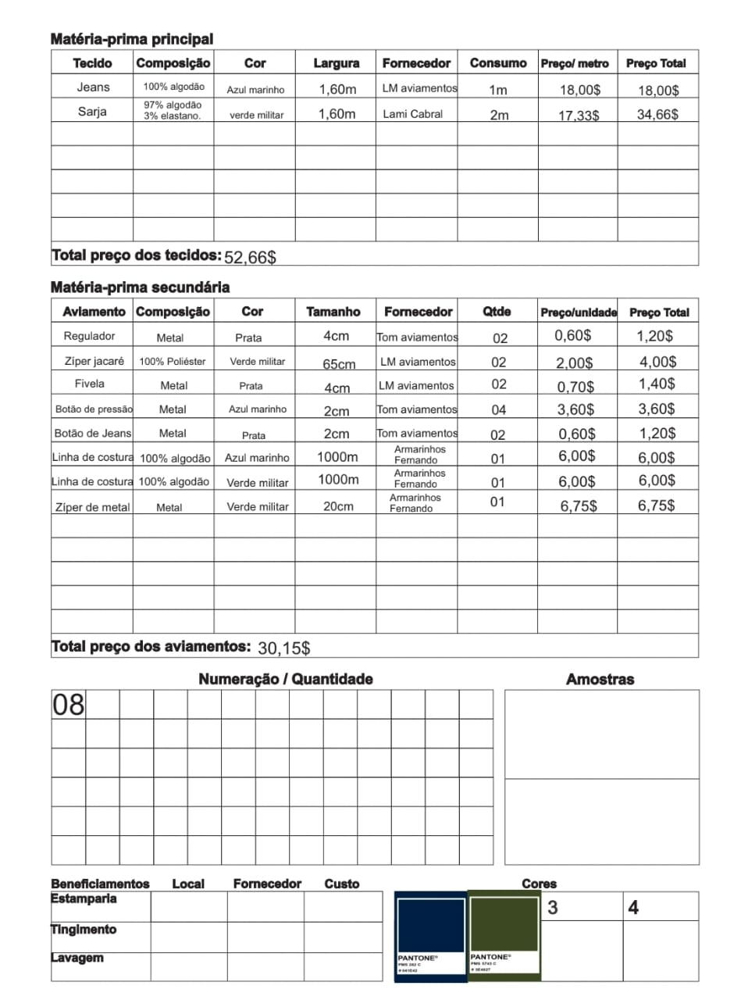 Matéria-prima principal
Tecido Composição Cor Largura Fornecedor Consumo Preço/ metro Preço Total
Jeans 100% algodão Azul marinho 1,60m LM aviamentos 1m 18,00$ 18,00$
Sarja 97% algodão 3% elastano. verde militar 1,60m Lami Cabral 2m 17,33$ 34,66$
Total preço dos tecidos: 52,66$
Matéria-prima secundária
Aviamento Composição Cor Tamanho Fornecedor Qtde Preço/unidade Preço Total
Regulador Metal Prata 4cm Tom aviamentos 02 0,60$ 1,20$
Zíper jacaré 100% Poliéster Verde militar 65cm LM aviamentos 02 2,00$ 4,00$
Fivela Metal Prata 4cm LM aviamentos 02 0,70$ 1,40$
Botão de pressão Metal Azul marinho 2cm Tom aviamentos 04 3,60$ 3,60$
Botão de Jeans Metal Prata 2cm Tom aviamentos 02 0,60$ 1,20$
Linha de costura 100% algodão Azul marinho 1000m Armarinhos Fernando 01 6,00$ 6,00$
Linha de costura 100% algodão Verde militar 1000m Armarinhos Fernando 01 6,00$ 6,00$
Zíper de metal Metal Verde militar 20cm Armarinhos Fernando 01 6,75$ 6,75$
Total preço dos aviamentos: 30,15$
Numeração / Quantidade Amostras
08
Beneficiamentos Local Fornecedor Custo Cores
Estamparia
3 4
Tingimento
Lavagem
PANTONE® PANTONE®
PMS 282 C PMS 5743 C